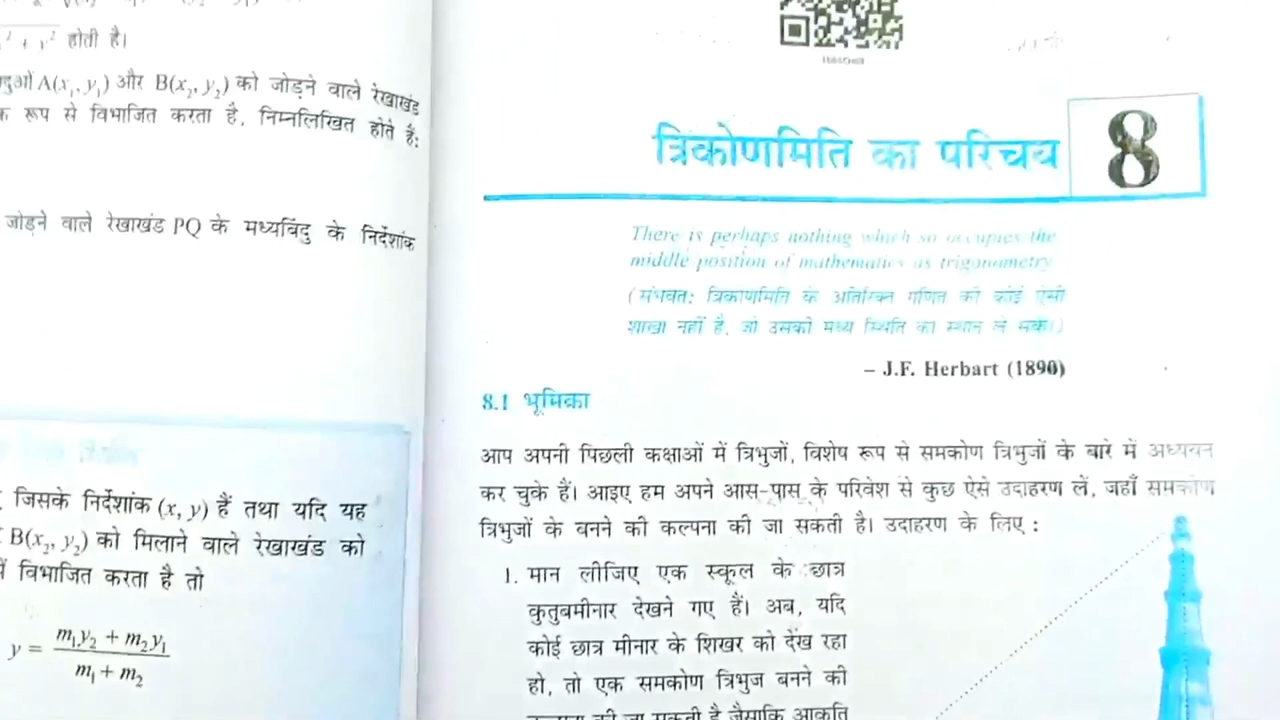 होती है।
A(x₁, y₁) और B(x₂, y₂) को जोड़ने वाले रेखाखंड
रूप से विभाजित करता है, निम्नलिखित होते हैं:
जोड़ने वाले रेखाखंड PQ के मध्यबिंदु के निर्देशांक
जिसके निर्देशांक (x, y) हैं तथा यदि यह
B(x₂, y₂) को मिलाने वाले रेखाखंड को
विभाजित करता है तो
y = (m₁y₂ + m₂y₁) / (m₁ + m₂)
त्रिकोणमिति का परिचय 8
There is perhaps nothing which so occupies the
middle position of mathematics as trigonometry
(संभवत: त्रिकोणमिति के अतिरिक्त गणित की कोई ऐसी
शाखा नहीं है, जो उसकी मध्य स्थिति का स्थान ले सके।)
– J.F. Herbart (1890)
8.1 भूमिका
आप अपनी पिछली कक्षाओं में त्रिभुजों, विशेष रूप से समकोण त्रिभुजों के बारे में अध्ययन
कर चुके हैं। आइए हम अपने आस-पास के परिवेश से कुछ ऐसे उदाहरण लें, जहाँ समकोण
त्रिभुजों के बनने की कल्पना की जा सकती है। उदाहरण के लिए :
1. मान लीजिए एक स्कूल के छात्र
कुतुबमीनार देखने गए हैं। अब, यदि
कोई छात्र मीनार के शिखर को देख रहा
हो, तो एक समकोण त्रिभुज बनने की
की जा सकती है जैसाकि आकृति